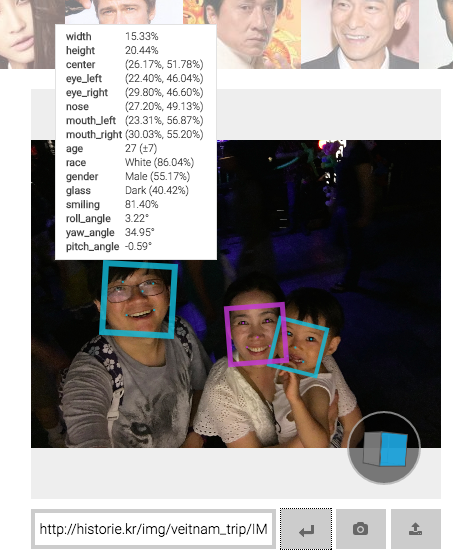 width 15.33%
height 20.44%
center (26.17%, 51.78%)
eye_left (22.40%, 46.04%)
eye_right (29.80%, 46.60%)
nose (27.20%, 49.13%)
mouth_left (23.31%, 56.87%)
mouth_right (30.03%, 55.20%)
age 27 (±7)
race White (86.04%)
gender Male (55.17%)
glass Dark (40.42%)
smiling 81.40%
roll_angle 3.22°
yaw_angle 34.95°
pitch_angle -0.59°
http://historie.kr/img/veitnam_trip/IM